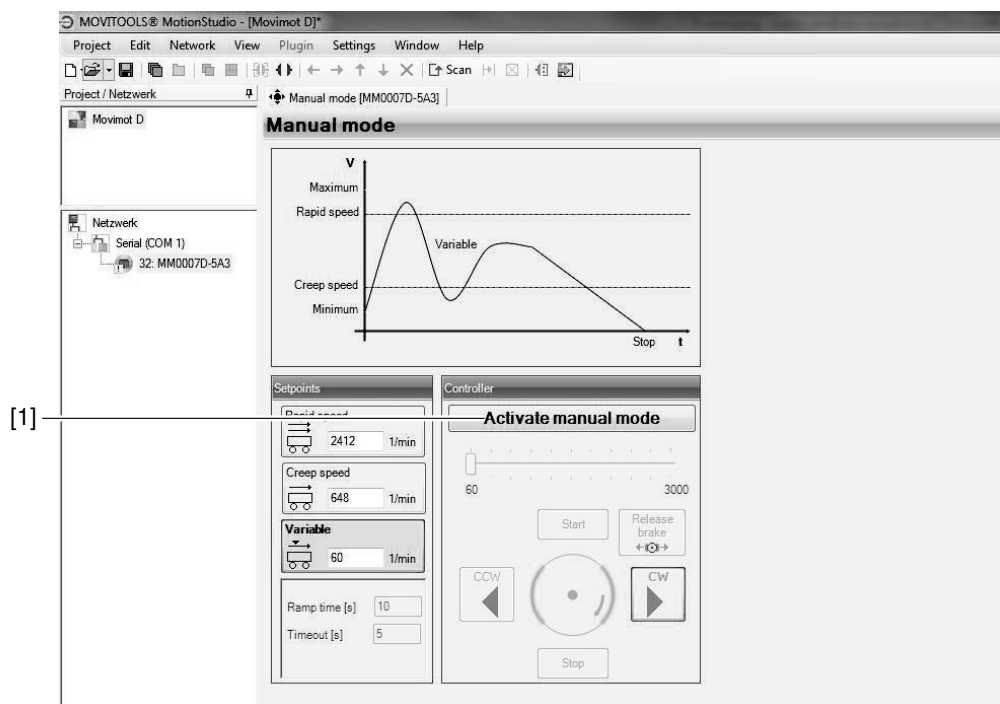 MOVITOOLS® MotionStudio - [Movimot D]*
Project Edit Network View Plugin Settings Window Help
Scan
Project / Netzwerk
Manual mode [MM0007D-5A3]
Movimot D
Manual mode
Netzwerk
Serial (COM 1)
32: MM0007D-5A3
V
Maximum
Rapid speed
Variable
Creep speed
Minimum
Stop t
[1]
Setpoints
Rapid speed
2412 1/min
Creep speed
648 1/min
Variable
60 1/min
Ramp time [s] 10
Timeout [s] 5
Controller
Activate manual mode
60 3000
Start
Release
brake
CCW
CW
Stop